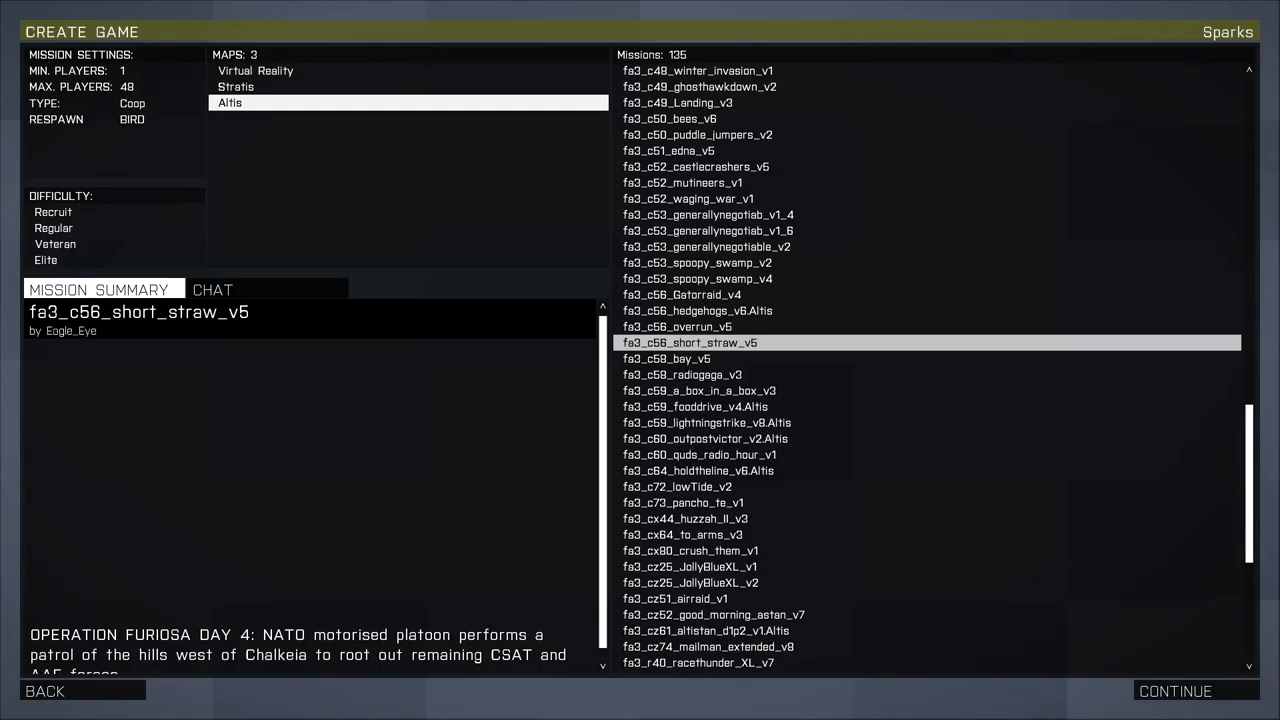 CREATE GAME
Sparks
MISSION SETTINGS:
MIN. PLAYERS: 1
MAX. PLAYERS: 48
TYPE: Coop
RESPAWN BIRD
DIFFICULTY:
Recruit
Regular
Veteran
Elite
MAPS: 3
Virtual Reality
Stratis
Altis
MISSION SUMMARY
CHAT
fa3_c56_short_straw_v5
by Eagle_Eye
OPERATION FURIOSA DAY 4: NATO motorised platoon performs a
patrol of the hills west of Chalkeia to root out remaining CSAT and
AAF forces
Missions: 135
fa3_c48_winter_invasion_v1
fa3_c49_ghosthawkdown_v2
fa3_c49_Landing_v3
fa3_c50_bees_v6
fa3_c50_puddle_jumpers_v2
fa3_c51_edna_v5
fa3_c52_castlecrashers_v5
fa3_c52_mutineers_v1
fa3_c52_waging_war_v1
fa3_c53_generallynegotiab_v1_4
fa3_c53_generallynegotiab_v1_6
fa3_c53_generallynegotiable_v2
fa3_c53_spoopy_swamp_v2
fa3_c53_spoopy_swamp_v4
fa3_c56_Gatorraid_v4
fa3_c56_hedgehogs_v6.Altis
fa3_c56_overrun_v5
fa3_c56_short_straw_v5
fa3_c58_bay_v5
fa3_c58_radiogaga_v3
fa3_c59_a_box_in_a_box_v3
fa3_c59_fooddrive_v4.Altis
fa3_c59_lightningstrike_v8.Altis
fa3_c60_outpostvictor_v2.Altis
fa3_c60_quds_radio_hour_v1
fa3_c64_holdtheline_v6.Altis
fa3_c72_lowTide_v2
fa3_c73_pancho_te_v1
fa3_cx44_huzzah_II_v3
fa3_cx64_to_arms_v3
fa3_cx80_crush_them_v1
fa3_cz25_JollyBlueXL_v1
fa3_cz25_JollyBlueXL_v2
fa3_cz51_airraid_v1
fa3_cz52_good_morning_astan_v7
fa3_cz61_altistan_d1p2_v1.Altis
fa3_cz74_mailman_extended_v8
fa3_r40_racethunder_XL_v7
BACK
CONTINUE